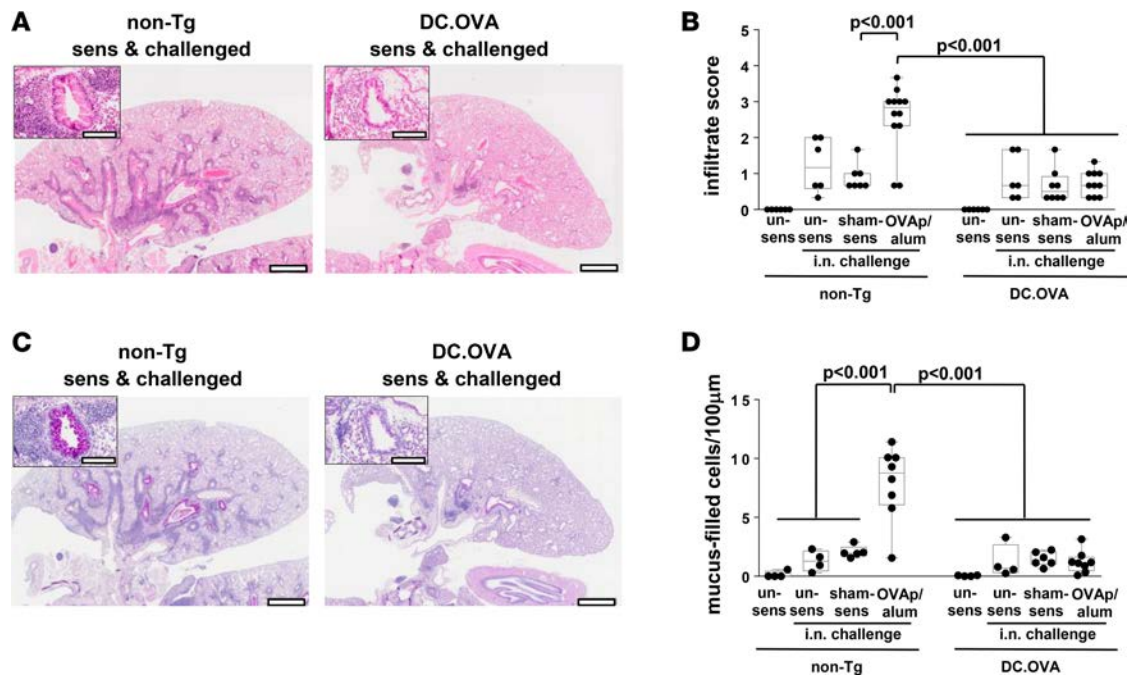 A
non-Tg
sens & challenged
DC.OVA
sens & challenged
B
p<0.001
p<0.001
infiltrate score
5
4
3
2
1
0
un-
sens
un-
sens
sham-
sens
OVAp/
alum
un-
sens
un-
sens
sham-
sens
OVAp/
alum
i.n. challenge
i.n. challenge
non-Tg
DC.OVA
C
non-Tg
sens & challenged
DC.OVA
sens & challenged
D
p<0.001
p<0.001
mucus-filled cells/100μm
15
10
5
0
un-
sens
un-
sens
sham-
sens
OVAp/
alum
un-
sens
un-
sens
sham-
sens
OVAp/
alum
i.n. challenge
i.n. challenge
non-Tg
DC.OVA